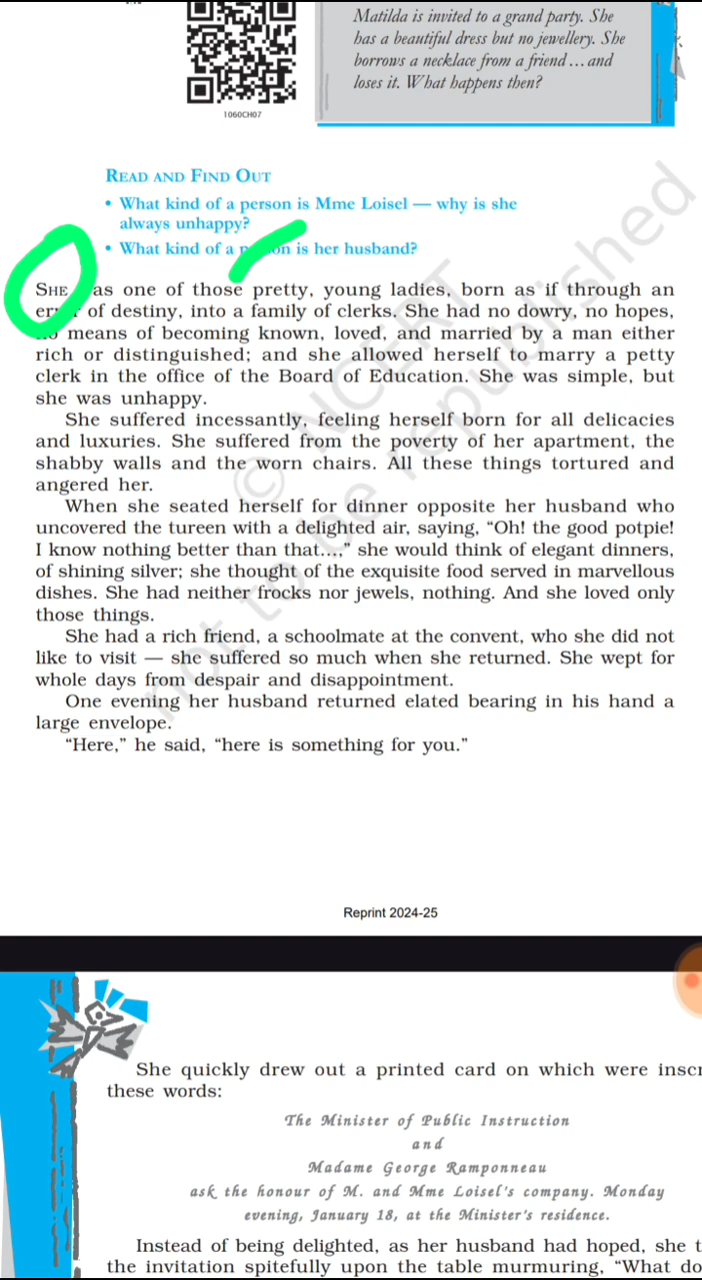 Matilda is invited to a grand party. She
has a beautiful dress but no jewellery. She
borrows a necklace from a friend ... and
loses it. What happens then?
1060CH07
READ AND FIND OUT
• What kind of a person is Mme Loisel — why is she
always unhappy?
• What kind of a is her husband?
SHE as one of those pretty, young ladies, born as if through an
of destiny, into a family of clerks. She had no dowry, no hopes,
means of becoming known, loved, and married by a man either
rich or distinguished; and she allowed herself to marry a petty
clerk in the office of the Board of Education. She was simple, but
she was unhappy.
She suffered incessantly, feeling herself born for all delicacies
and luxuries. She suffered from the poverty of her apartment, the
shabby walls and the worn chairs. All these things tortured and
angered her.
When she seated herself for dinner opposite her husband who
uncovered the tureen with a delighted air, saying, “Oh! the good potpie!
I know nothing better than that...,” she would think of elegant dinners,
of shining silver; she thought of the exquisite food served in marvellous
dishes. She had neither frocks nor jewels, nothing. And she loved only
those things.
She had a rich friend, a schoolmate at the convent, who she did not
like to visit — she suffered so much when she returned. She wept for
whole days from despair and disappointment.
One evening her husband returned elated bearing in his hand a
large envelope.
“Here,” he said, “here is something for you.”
© NCERT
not to be republished
Reprint 2024-25
She quickly drew out a printed card on which were inscr
these words:
The Minister of Public Instruction
and
Madame George Ramponneau
ask the honour of M. and Mme Loisel's company. Monday
evening, January 18, at the Minister's residence.
Instead of being delighted, as her husband had hoped, she t
the invitation spitefully upon the table murmuring, “What do